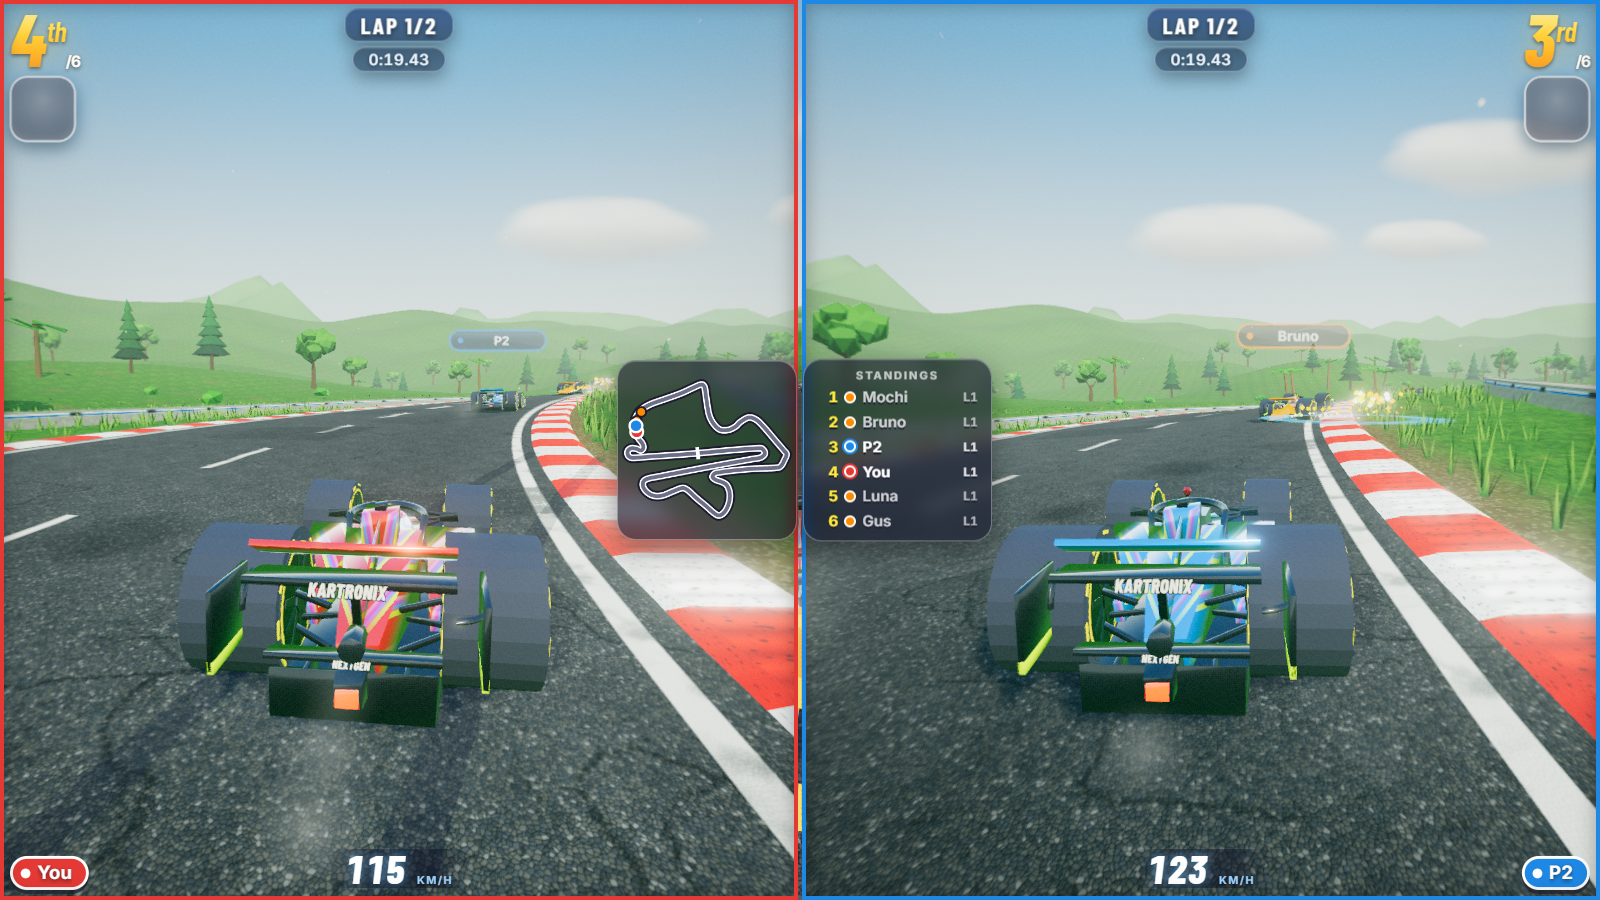 4th
/6
LAP 1/2
0:19.43
P2
KARTRONIX
NEXTGEN
You
115 KM/H
LAP 1/2
0:19.43
3rd
/6
Bruno
STANDINGS
1 Mochi L1
2 Bruno L1
3 P2 L1
4 You L1
5 Luna L1
6 Gus L1
KARTRONIX
NEXTGEN
123 KM/H
P2